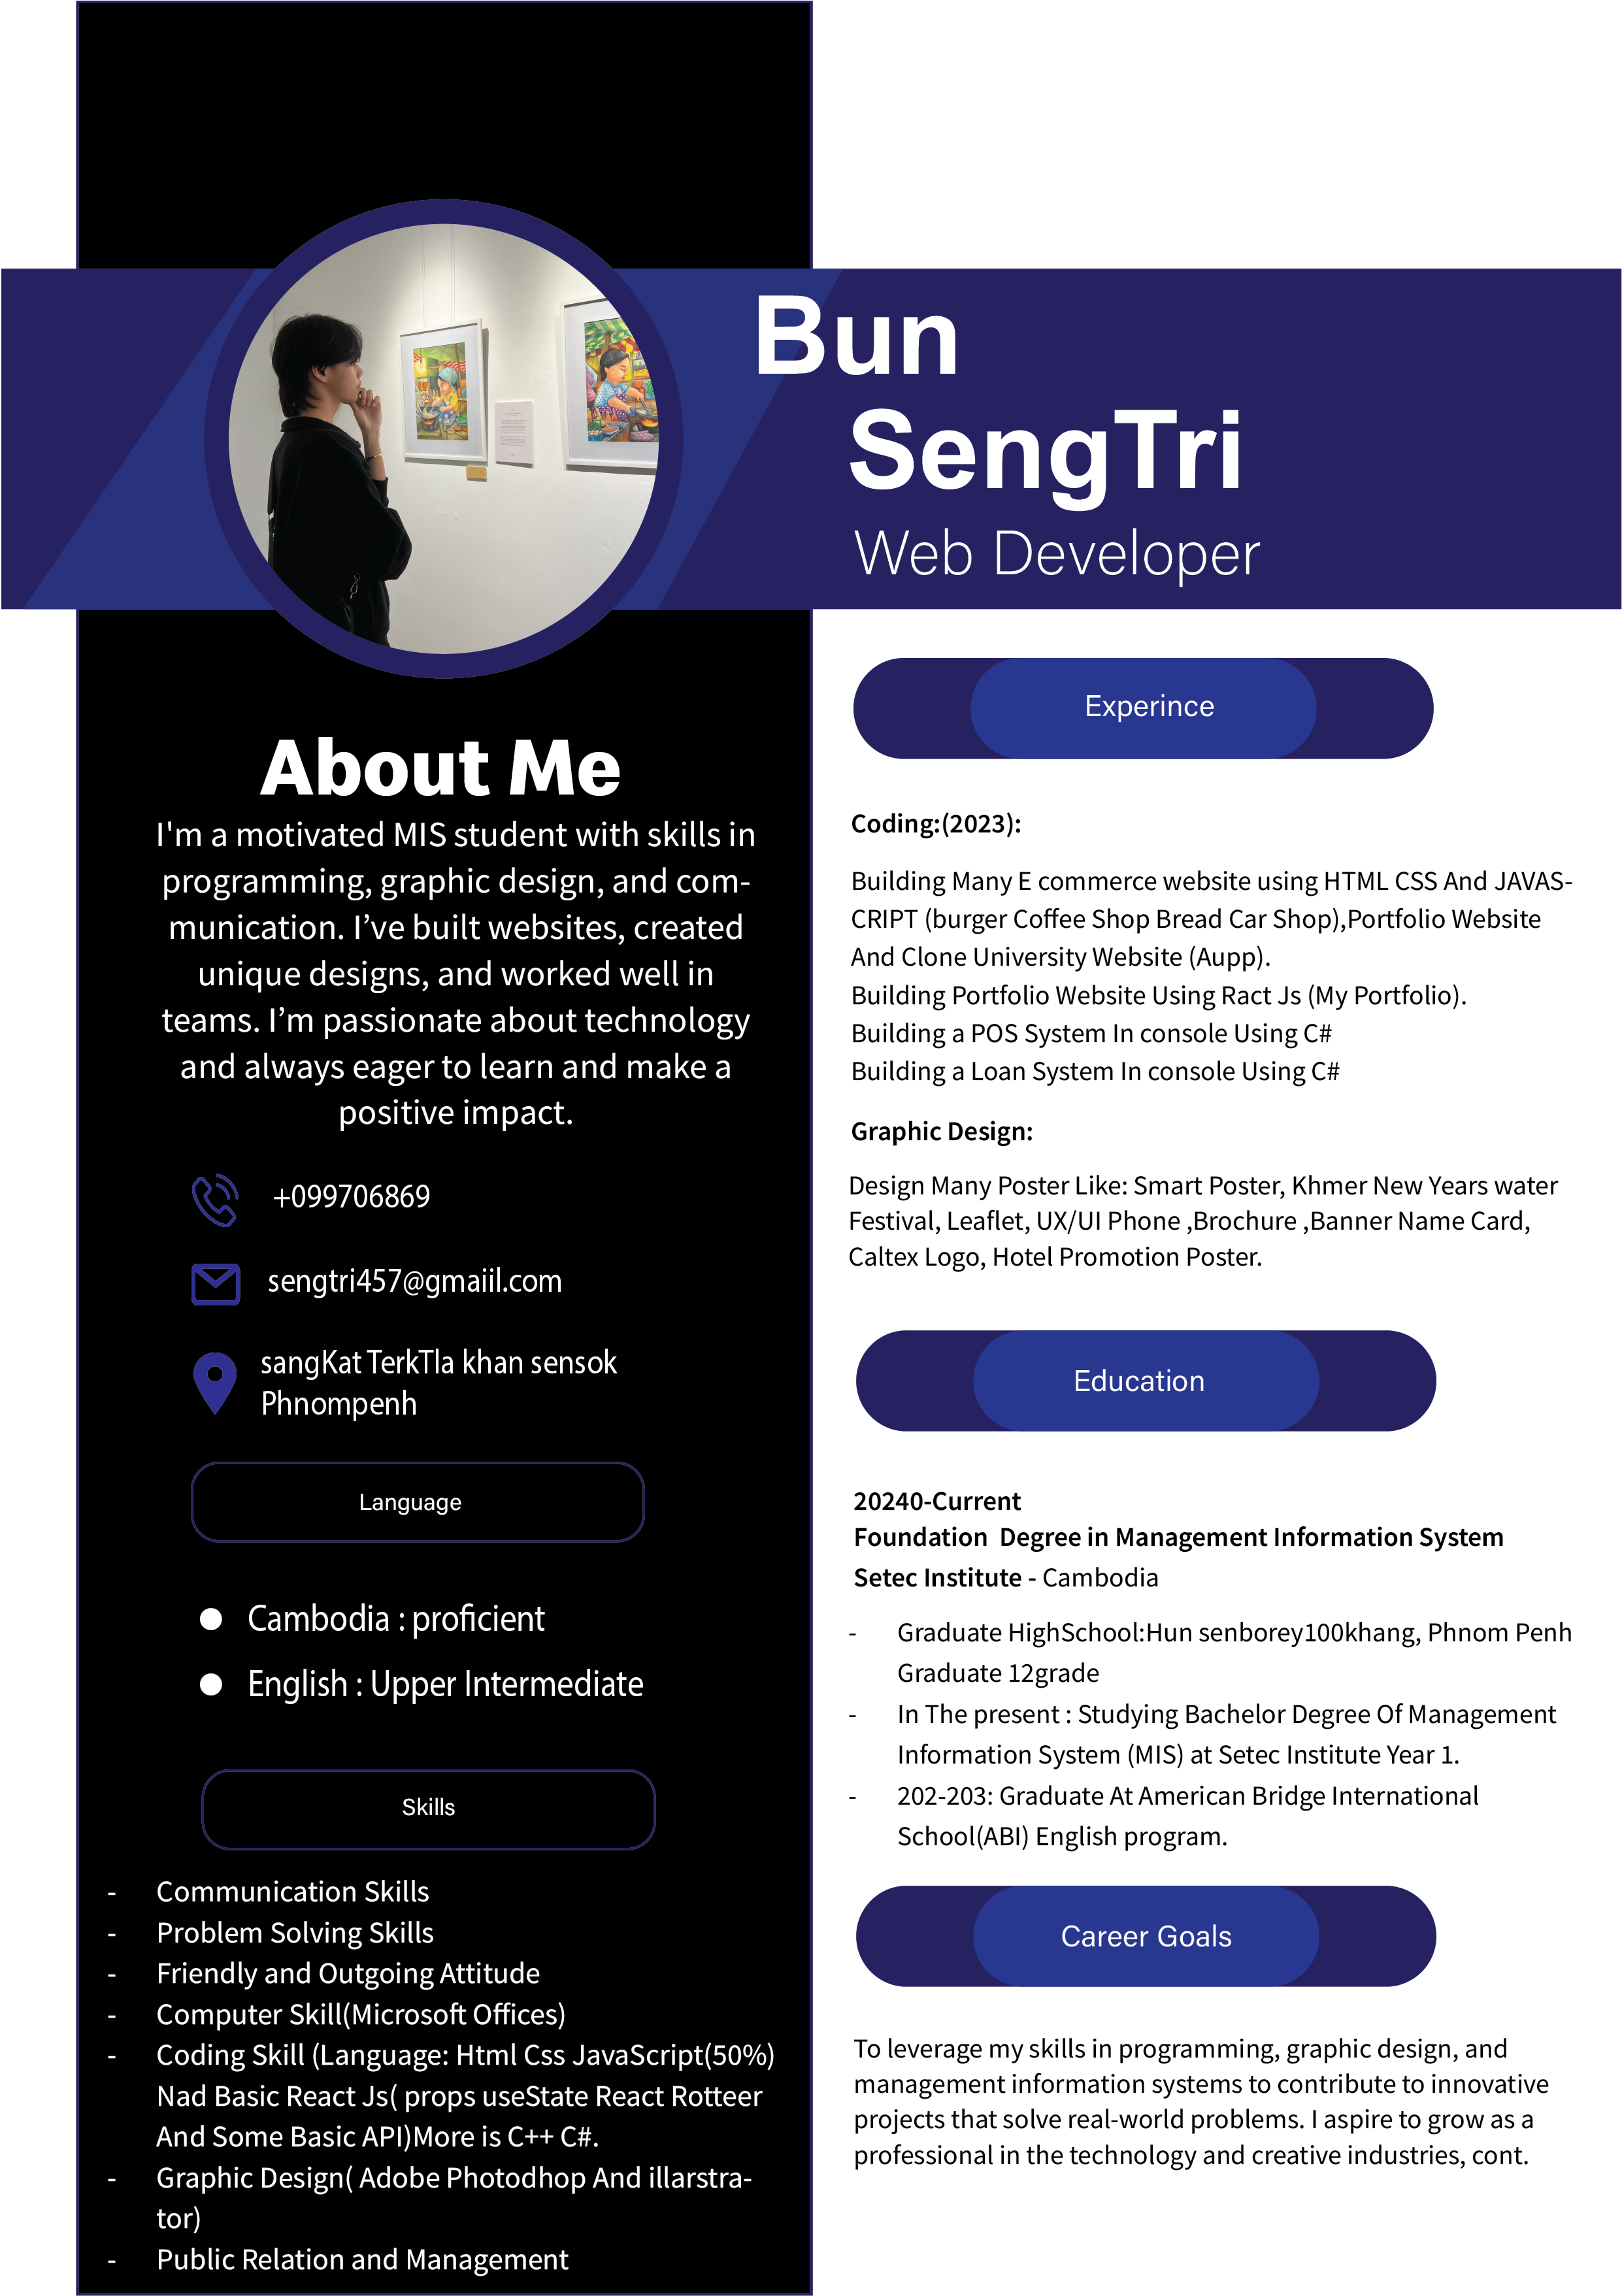 Bun
SengTri
Web Developer
About Me
I'm a motivated MIS student with skills in
programming, graphic design, and com-
munication. I’ve built websites, created
unique designs, and worked well in
teams. I’m passionate about technology
and always eager to learn and make a
positive impact.
+099706869
sengtri457@gmaiil.com
sangKat TerkTla khan sensok
Phnompenh
Language
Cambodia : proficient
English : Upper Intermediate
Skills
- Communication Skills
- Problem Solving Skills
- Friendly and Outgoing Attitude
- Computer Skill(Microsoft Offices)
- Coding Skill (Language: Html Css JavaScript(50%)
Nad Basic React Js( props useState React Rotteer
And Some Basic API)More is C++ C#.
- Graphic Design( Adobe Photodhop And illarstra-
tor)
- Public Relation and Management
Experince
Coding:(2023):
Building Many E commerce website using HTML CSS And JAVAS-
CRIPT (burger Coffee Shop Bread Car Shop),Portfolio Website
And Clone University Website (Aupp).
Building Portfolio Website Using Ract Js (My Portfolio).
Building a POS System In console Using C#
Building a Loan System In console Using C#
Graphic Design:
Design Many Poster Like: Smart Poster, Khmer New Years water
Festival, Leaflet, UX/UI Phone ,Brochure ,Banner Name Card,
Caltex Logo, Hotel Promotion Poster.
Education
20240-Current
Foundation  Degree in Management Information System
Setec Institute - Cambodia
- Graduate HighSchool:Hun senborey100khang, Phnom Penh
Graduate 12grade
- In The present : Studying Bachelor Degree Of Management
Information System (MIS) at Setec Institute Year 1.
- 202-203: Graduate At American Bridge International
School(ABI) English program.
Career Goals
To leverage my skills in programming, graphic design, and
management information systems to contribute to innovative
projects that solve real-world problems. I aspire to grow as a
professional in the technology and creative industries, cont.